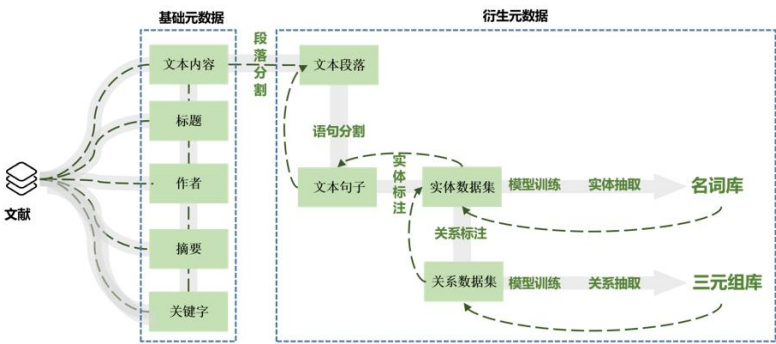 基础元数据
衍生元数据
文本内容
段落分割
文本段落
标题
语句分割
作者
文本句子
实体标注
实体数据集
模型训练
实体抽取
名词库
文献
摘要
关系标注
关键字
关系数据集
模型训练
关系抽取
三元组库